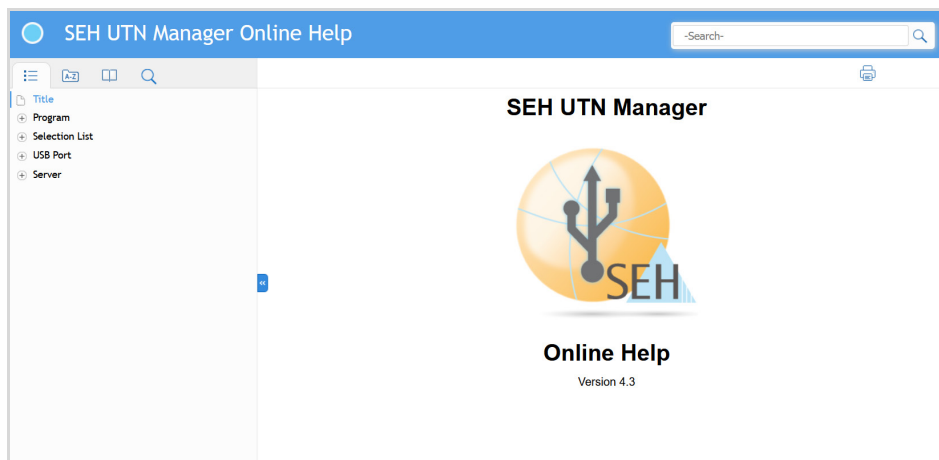 SEH UTN Manager Online Help
-Search-
A-Z
Title
Program
Selection List
USB Port
Server
SEH UTN Manager
SEH
Online Help
Version 4.3